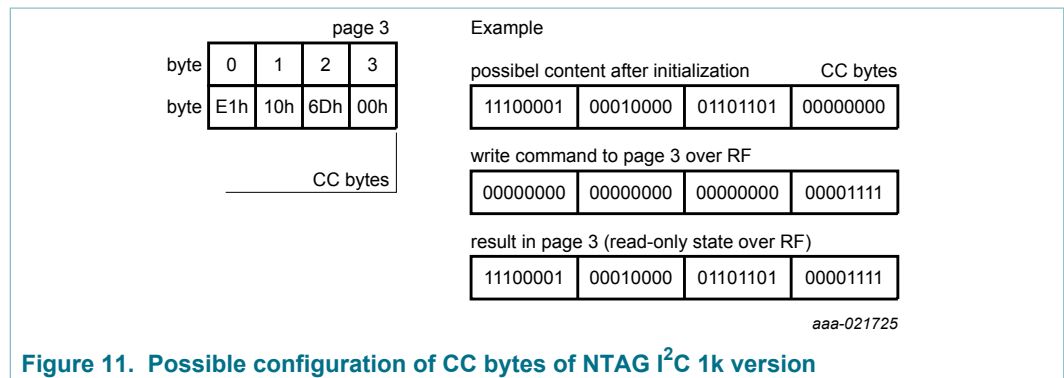 page 3
byte 0 1 2 3
byte E1h 10h 6Dh 00h
CC bytes
Example
possibel content after initialization CC bytes
11100001 00010000 01101101 00000000
write command to page 3 over RF
00000000 00000000 00000000 00001111
result in page 3 (read-only state over RF)
11100001 00010000 01101101 00001111
aaa-021725
Figure 11. Possible configuration of CC bytes of NTAG I²C 1k version